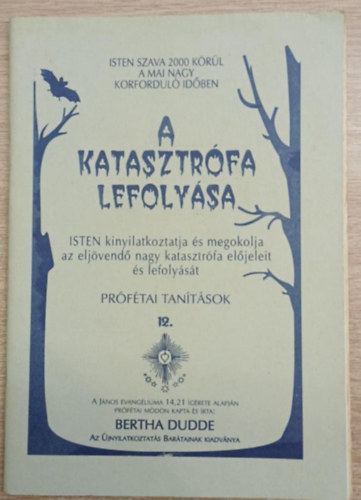 ISTEN SZAVA 2000 KÖRÜL
A MAI NAGY
KORFORDULÓ IDŐBEN
A
KATASZTRÓFA
LEFOLYÁSA
ISTEN kinyilatkoztatja és megokolja
az eljövendő nagy katasztrófa előjeleit
és lefolyását
PRÓFÉTAI TANÍTÁSOK
12.
A JÁNOS EVANGÉLIUMA 14,21 ÍGÉRETE ALAPJÁN
PRÓFÉTAI MÓDON KAPTA ÉS ÍRTA:
BERTHA DUDDE
AZ ÚJNYILATKOZTATÁS BARÁTAINAK KIADVÁNYA